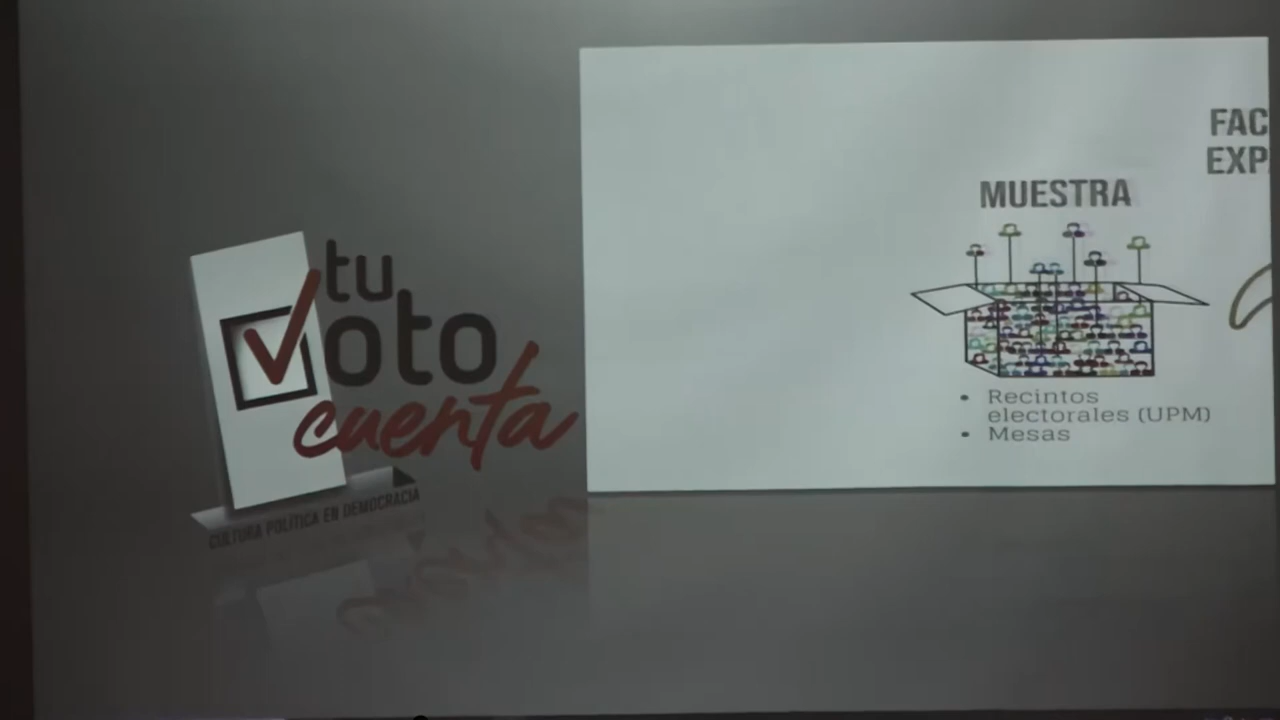 tu
voto
cuenta
CULTURA POLÍTICA EN DEMOCRACIA
FAC
EXP
MUESTRA
• Recintos
electorales (UPM)
• Mesas